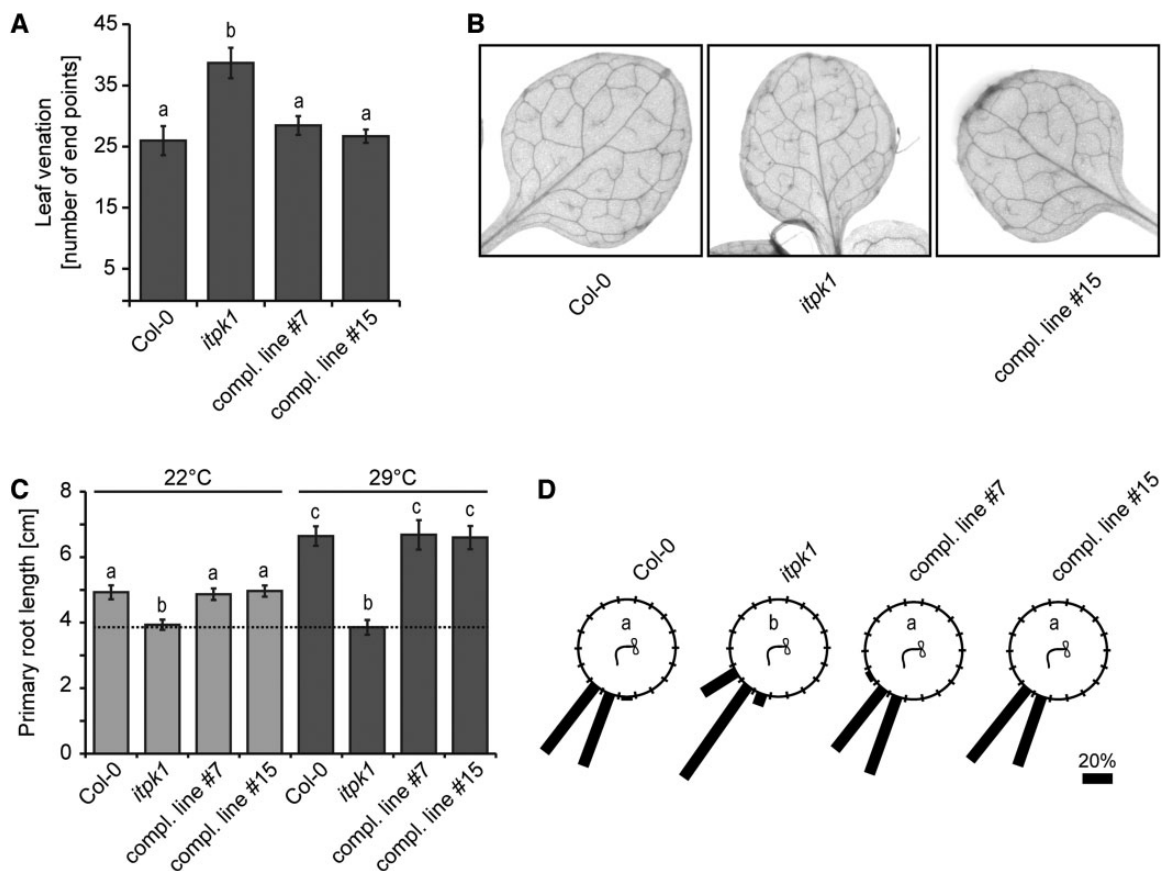 A
45
35
25
15
5
Leaf venation
[number of end points]
a
b
a
a
Col-0
itpk1
compl. line #7
compl. line #15
B
Col-0
itpk1
compl. line #15
C
22°C
29°C
8
6
4
2
0
Primary root length [cm]
a
b
a
a
c
b
c
c
Col-0
itpk1
compl. line #7
compl. line #15
Col-0
itpk1
compl. line #7
compl. line #15
D
Col-0
itpk1
compl. line #7
compl. line #15
a
b
a
a
20%